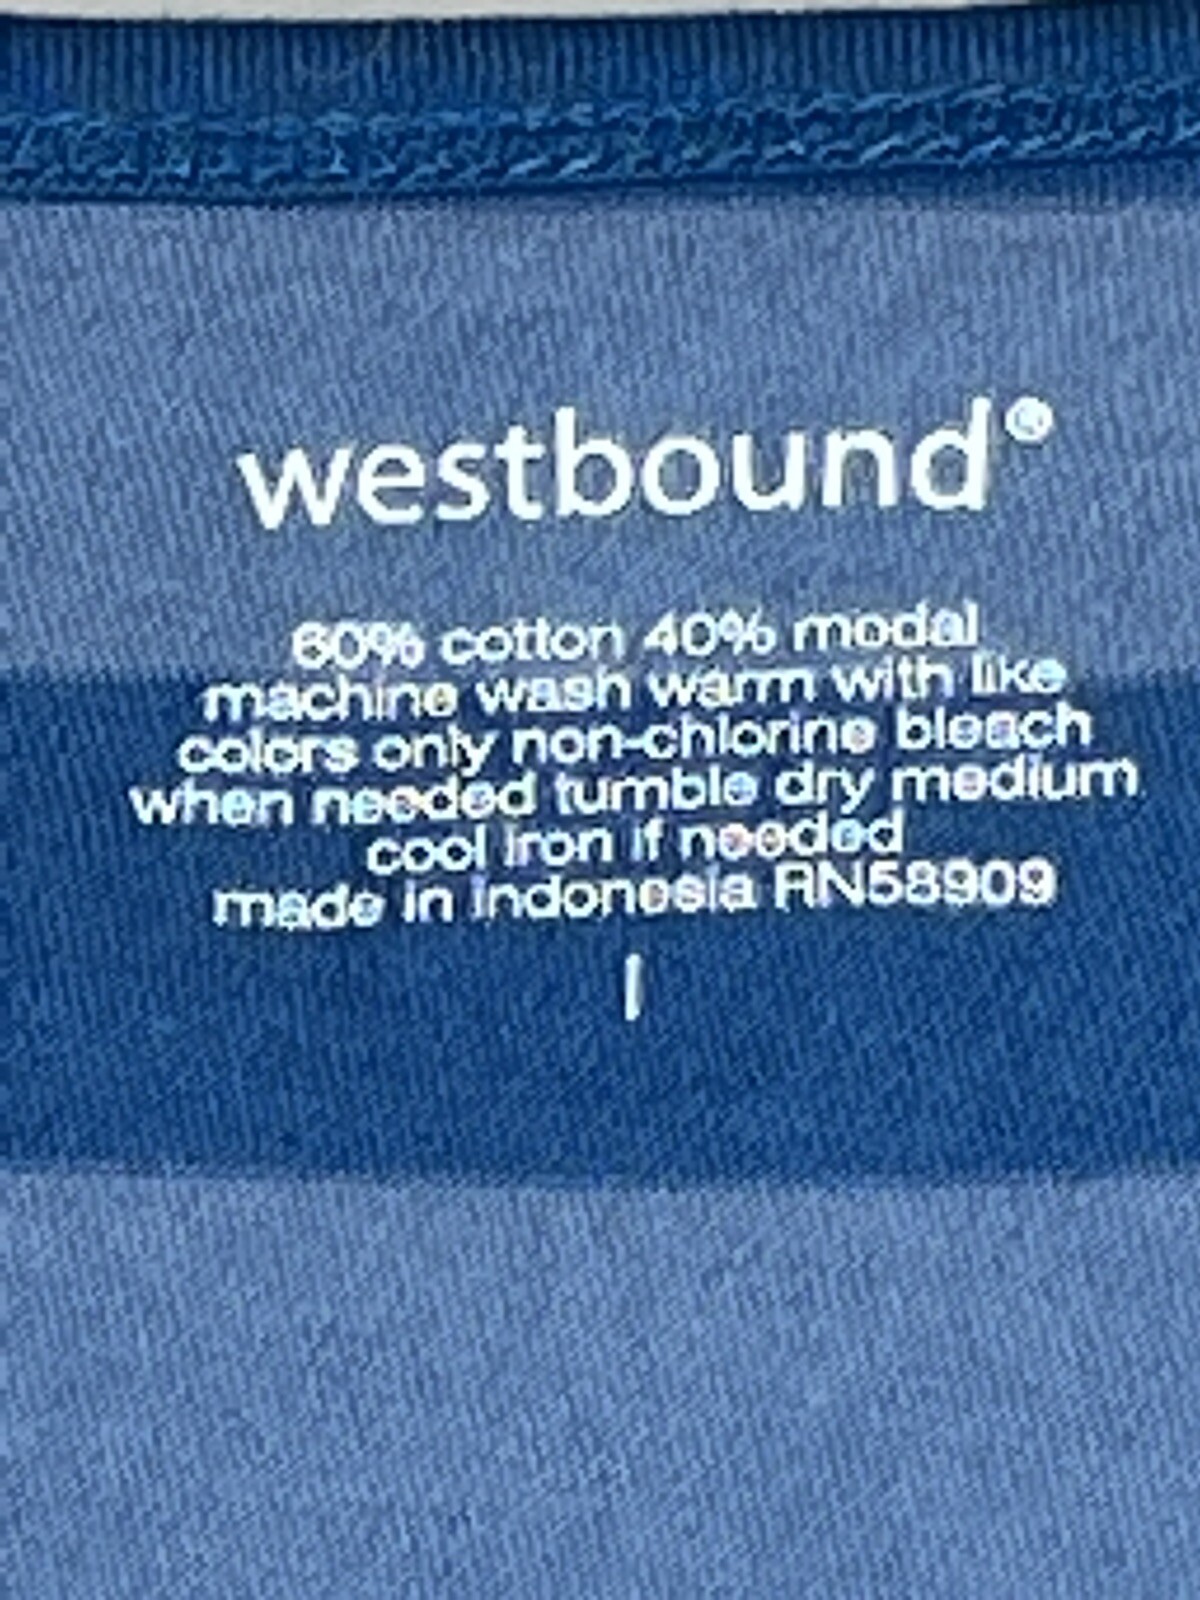 westbound®
60% cotton 40% modal
machine wash warm with like
colors only non-chlorine bleach
when needed tumble dry medium
cool iron if needed
made in indonesia RN58909
l